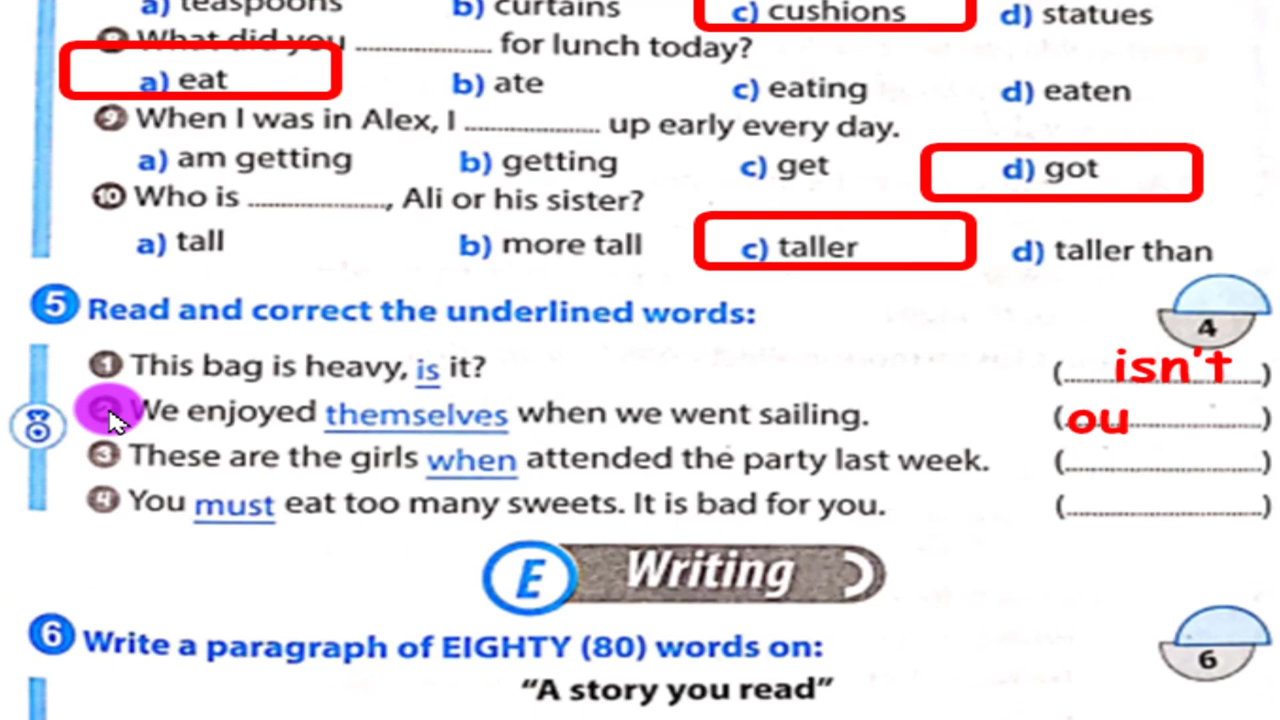 a) teaspoons b) curtains c) cushions d) statues
What did you ............... for lunch today?
a) eat b) ate c) eating d) eaten
9 When I was in Alex, I ............... up early every day.
a) am getting b) getting c) get d) got
10 Who is ..............., Ali or his sister?
a) tall b) more tall c) taller d) taller than
5 Read and correct the underlined words:
4
1 This bag is heavy, is it? (...isn't...)
We enjoyed themselves when we went sailing. (ou...............)
3 These are the girls when attended the party last week. (.....................)
4 You must eat too many sweets. It is bad for you. (.....................)
E Writing
6 Write a paragraph of EIGHTY (80) words on:
6
"A story you read"